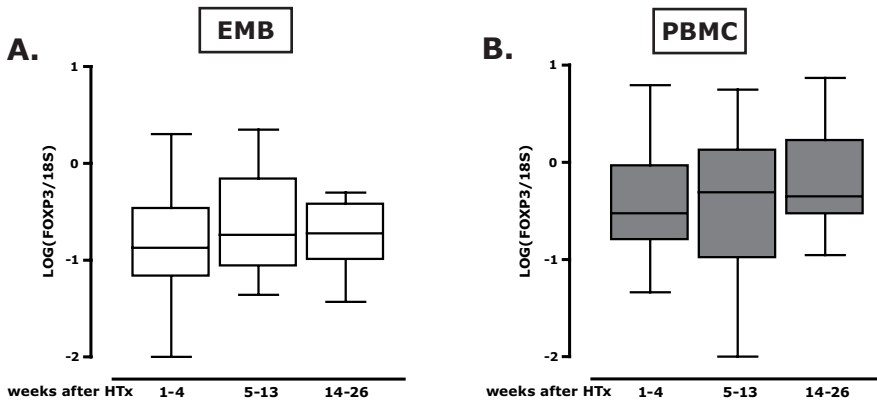 A.
EMB
LOG(FOXP3/18S)
1
0
-1
-2
weeks after HTx 1-4 5-13 14-26
B.
PBMC
LOG(FOXP3/18S)
1
0
-1
-2
weeks after HTx 1-4 5-13 14-26